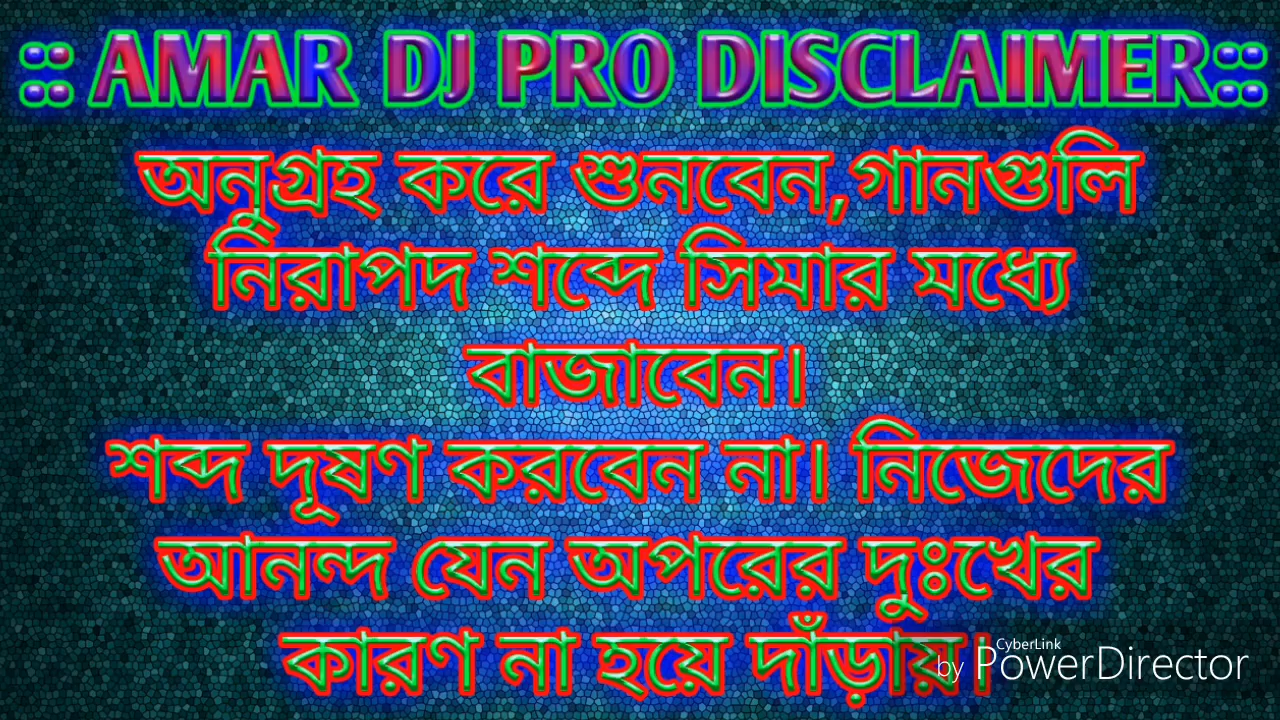 :: AMAR DJ PRO DISCLAIMER::
অনুগ্রহ করে শুনবেন,গানগুলি
নিরাপদ শব্দে সিমার মধ্যে
বাজাবেন।
শব্দ দূষণ করবেন না। নিজেদের
আনন্দ যেন অপরের দুঃখের
কারণ না হয়ে দাঁড়ায়।
CyberLink
by PowerDirector